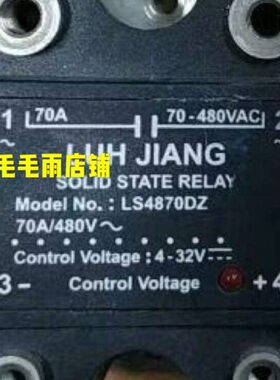 1 70A 70-480VAC 2
毛毛雨店铺
LUH JIANG
SOLID STATE RELAY
Model No. : LS4870DZ
70A/480V～
Control Voltage : 4-32V⎓
3- Control Voltage +4